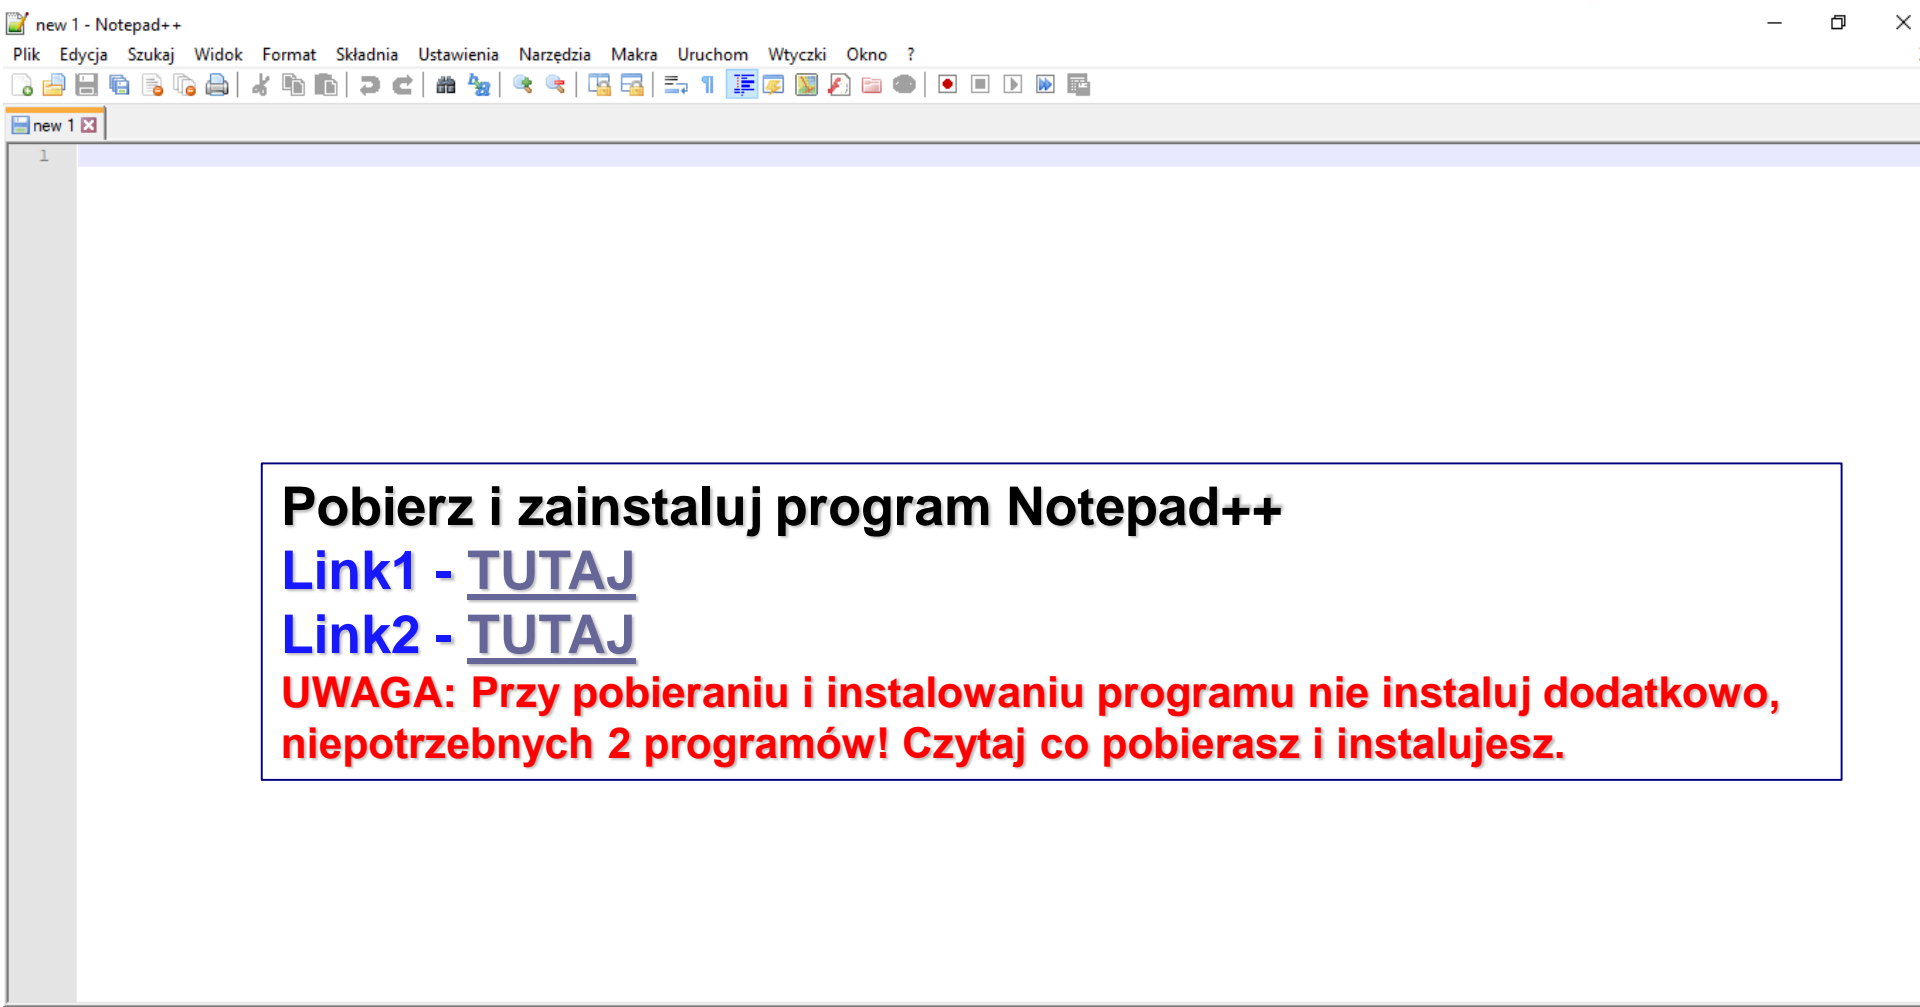 new 1 - Notepad++
Plik Edycja Szukaj Widok Format Składnia Ustawienia Narzędzia Makra Uruchom Wtyczki Okno ?
new 1
1
Pobierz i zainstaluj program Notepad++
Link1 - TUTAJ
Link2 - TUTAJ
UWAGA: Przy pobieraniu i instalowaniu programu nie instaluj dodatkowo,
niepotrzebnych 2 programów! Czytaj co pobierasz i instalujesz.